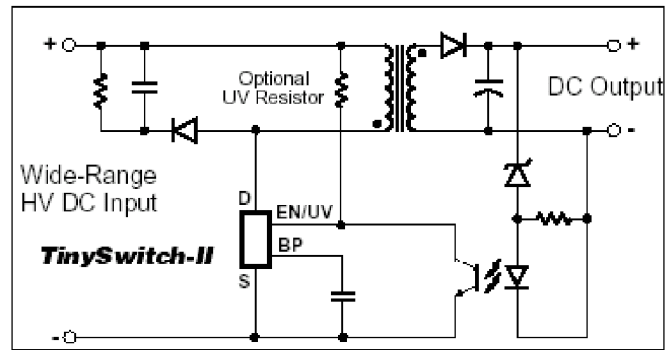 +
+
Optional
UV Resistor
DC Output
-
Wide-Range
HV DC Input
D
EN/UV
BP
TinySwitch-II
S
-